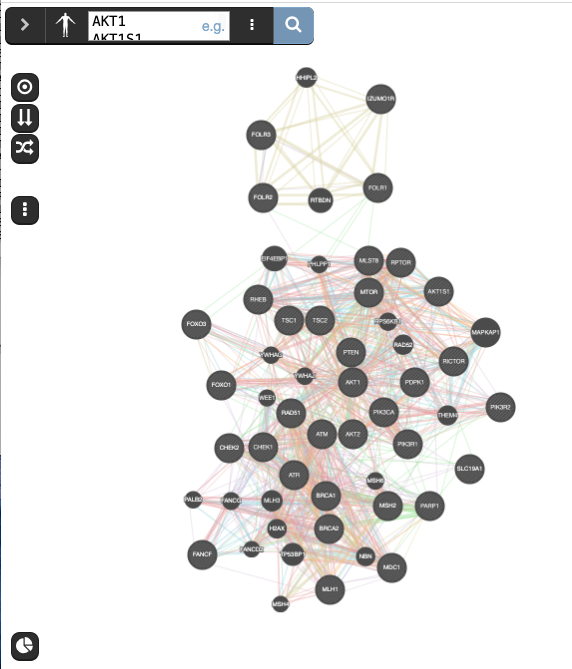 AKT1
AKT1S1
e.g.
HHIPL2
IZUMO1R
FOLR3
FOLR2
RTBDN
FOLR1
EIF4EBP1
PHLPP1
MLST8
RPTOR
RHEB
MTOR
AKT1S1
FOXO3
TSC1
TSC2
RPS6KB1
MAPKAP1
RAD52
YWHAG
PTEN
RICTOR
FOXO1
AKT1
PDPK1
WEE1
RAD51
PIK3CA
THEM4
PIK3R2
CHEK2
CHEK1
ATM
AKT2
PIK3R1
SLC19A1
ATR
MSH6
PALB2
FANCG
MLH3
BRCA1
MSH2
PARP1
H2AX
BRCA2
FANCF
FANCD2
TP53BP1
NBN
MDC1
MLH1
MSH4